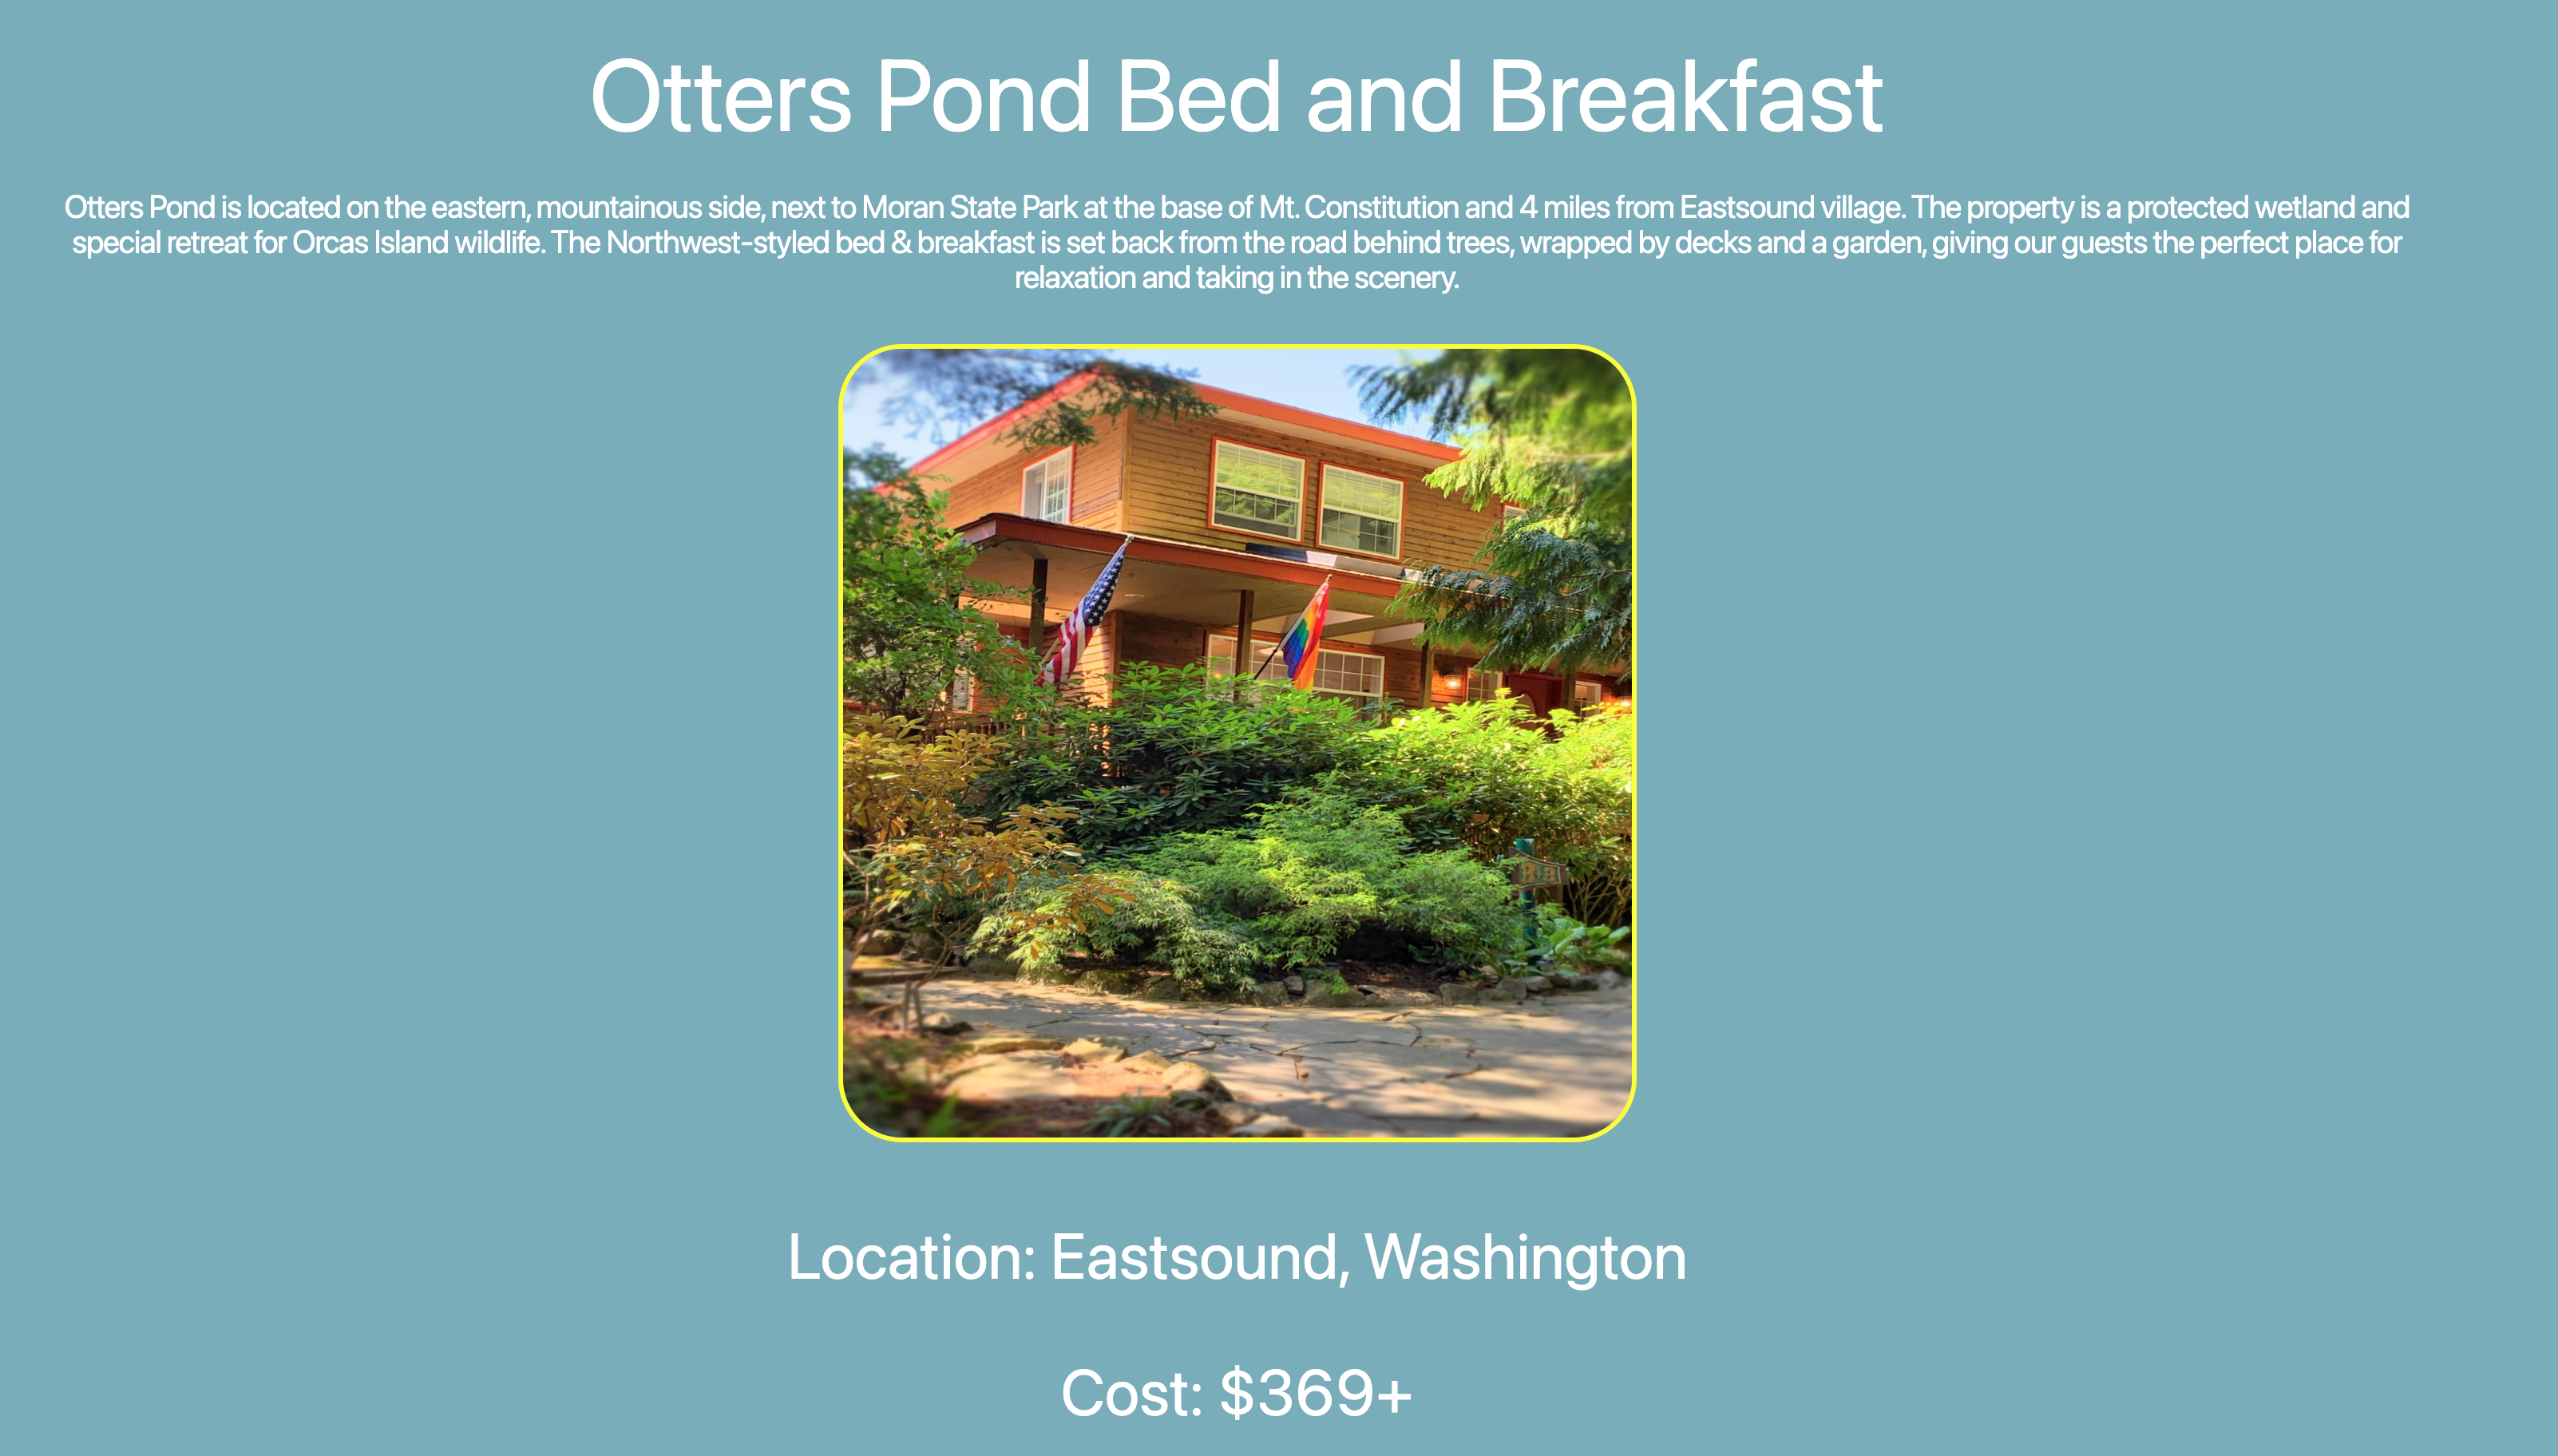 Otters Pond Bed and Breakfast
Otters Pond is located on the eastern, mountainous side, next to Moran State Park at the base of Mt. Constitution and 4 miles from Eastsound village. The property is a protected wetland and
special retreat for Orcas Island wildlife. The Northwest-styled bed & breakfast is set back from the road behind trees, wrapped by decks and a garden, giving our guests the perfect place for
relaxation and taking in the scenery.
Location: Eastsound, Washington
Cost: $369+